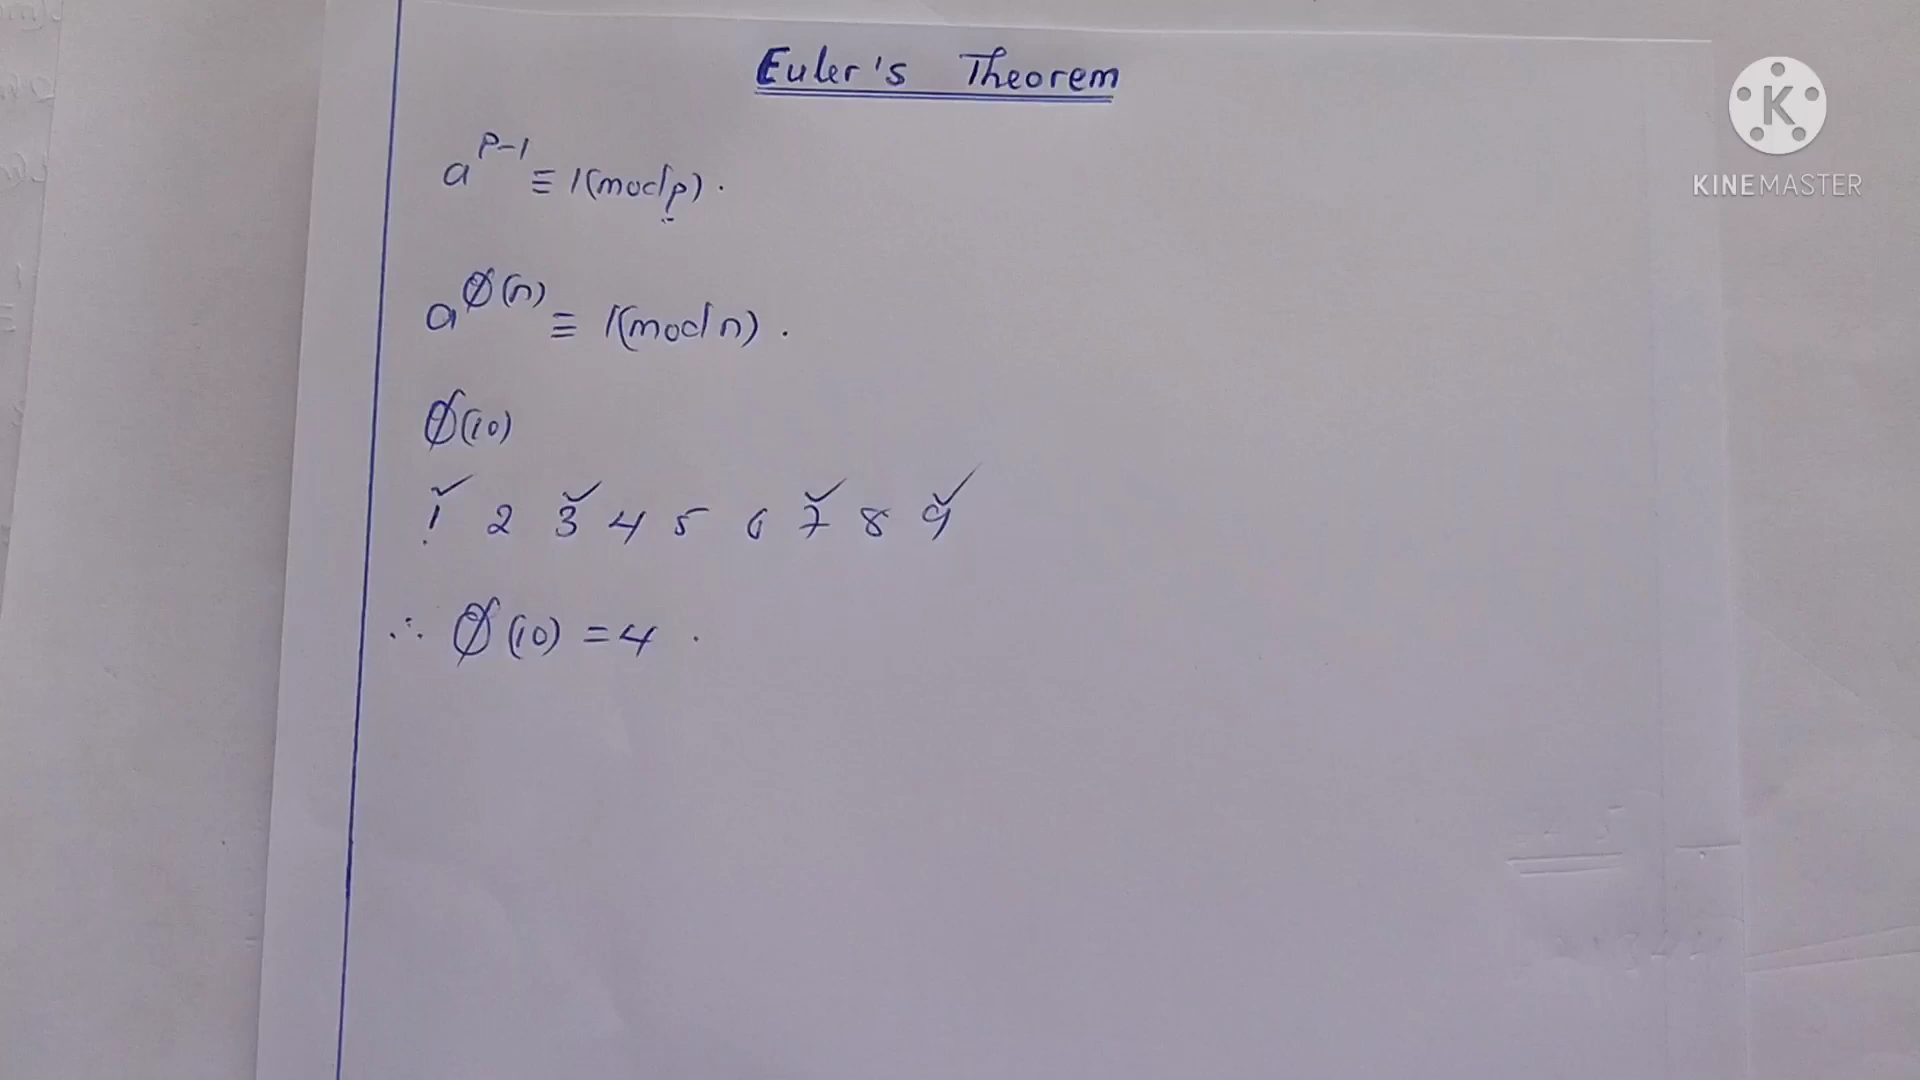 Euler's Theorem
a^{P-1} ≡ 1(mod p).
a^{Ø(n)} ≡ 1(mod n).
Ø(10)
1 2 3 4 5 6 7 8 9
∴ Ø(10) = 4.
K
KINEMASTER